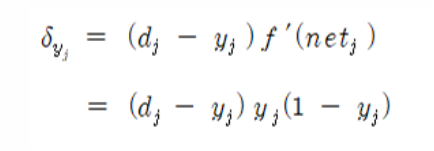 δ_{y_j} = (d_j − y_j) f′(net_j)
= (d_j − y_j) y_j (1 − y_j)